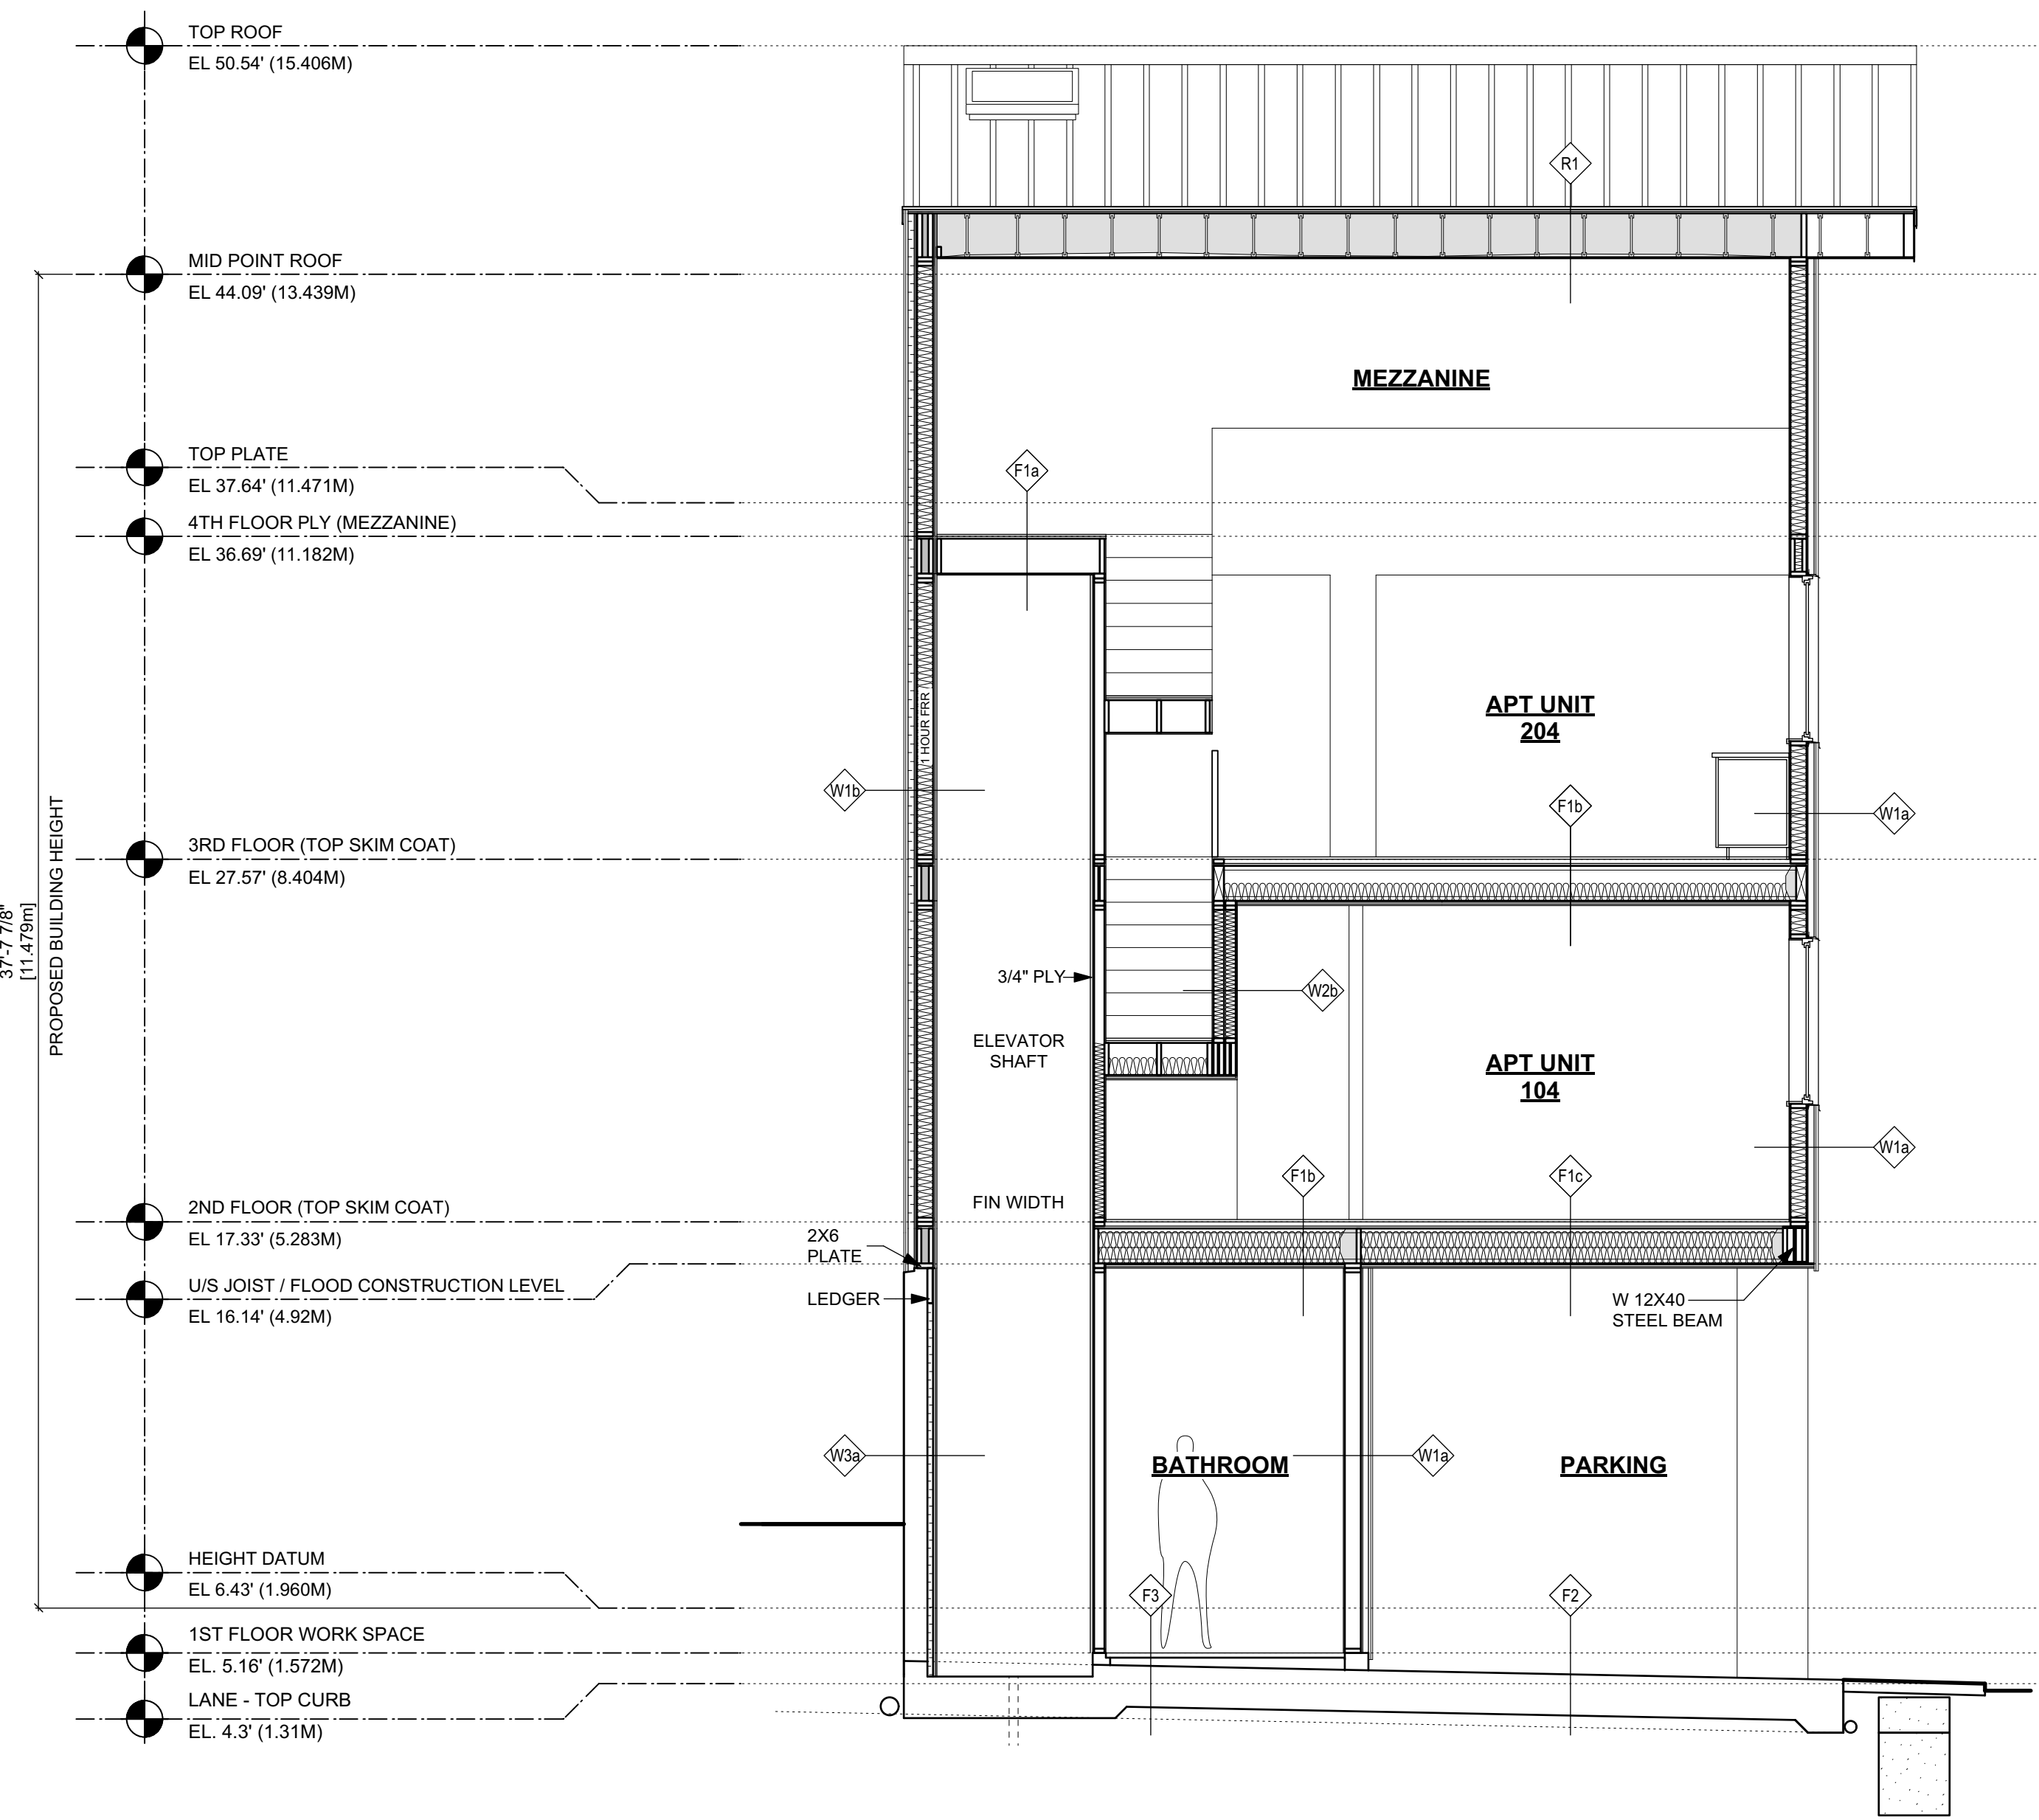 TOP ROOF
EL 50.54' (15.406M)
R1
MID POINT ROOF
EL 44.09' (13.439M)
MEZZANINE
TOP PLATE
EL 37.64' (11.471M)
F1a
4TH FLOOR PLY (MEZZANINE)
EL 36.69' (11.182M)
1 HOUR FRR
APT UNIT
204
W1b
F1b
W1a
3RD FLOOR (TOP SKIM COAT)
EL 27.57' (8.404M)
37'-7 7/8"
[11.479m]
PROPOSED BUILDING HEIGHT
3/4" PLY
W2b
ELEVATOR
SHAFT
APT UNIT
104
W1a
F1b
F1c
FIN WIDTH
2ND FLOOR (TOP SKIM COAT)
EL 17.33' (5.283M)
2X6
PLATE
U/S JOIST / FLOOD CONSTRUCTION LEVEL
EL 16.14' (4.92M)
LEDGER
W 12X40
STEEL BEAM
W3a
BATHROOM
W1a
PARKING
HEIGHT DATUM
EL 6.43' (1.960M)
F3
F2
1ST FLOOR WORK SPACE
EL. 5.16' (1.572M)
LANE - TOP CURB
EL. 4.3' (1.31M)